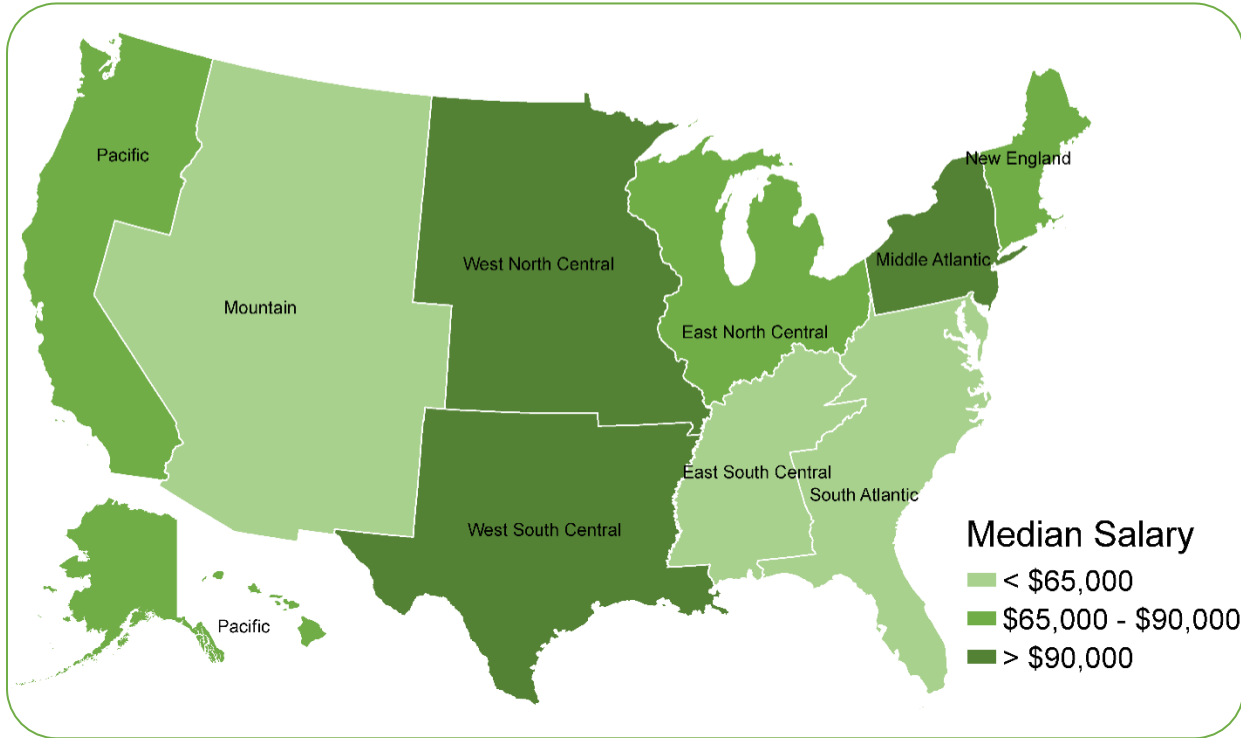 Pacific
New England
Middle Atlantic
West North Central
Mountain
East North Central
East South Central
South Atlantic
West South Central
Pacific
Median Salary
< $65,000
$65,000 - $90,000
> $90,000